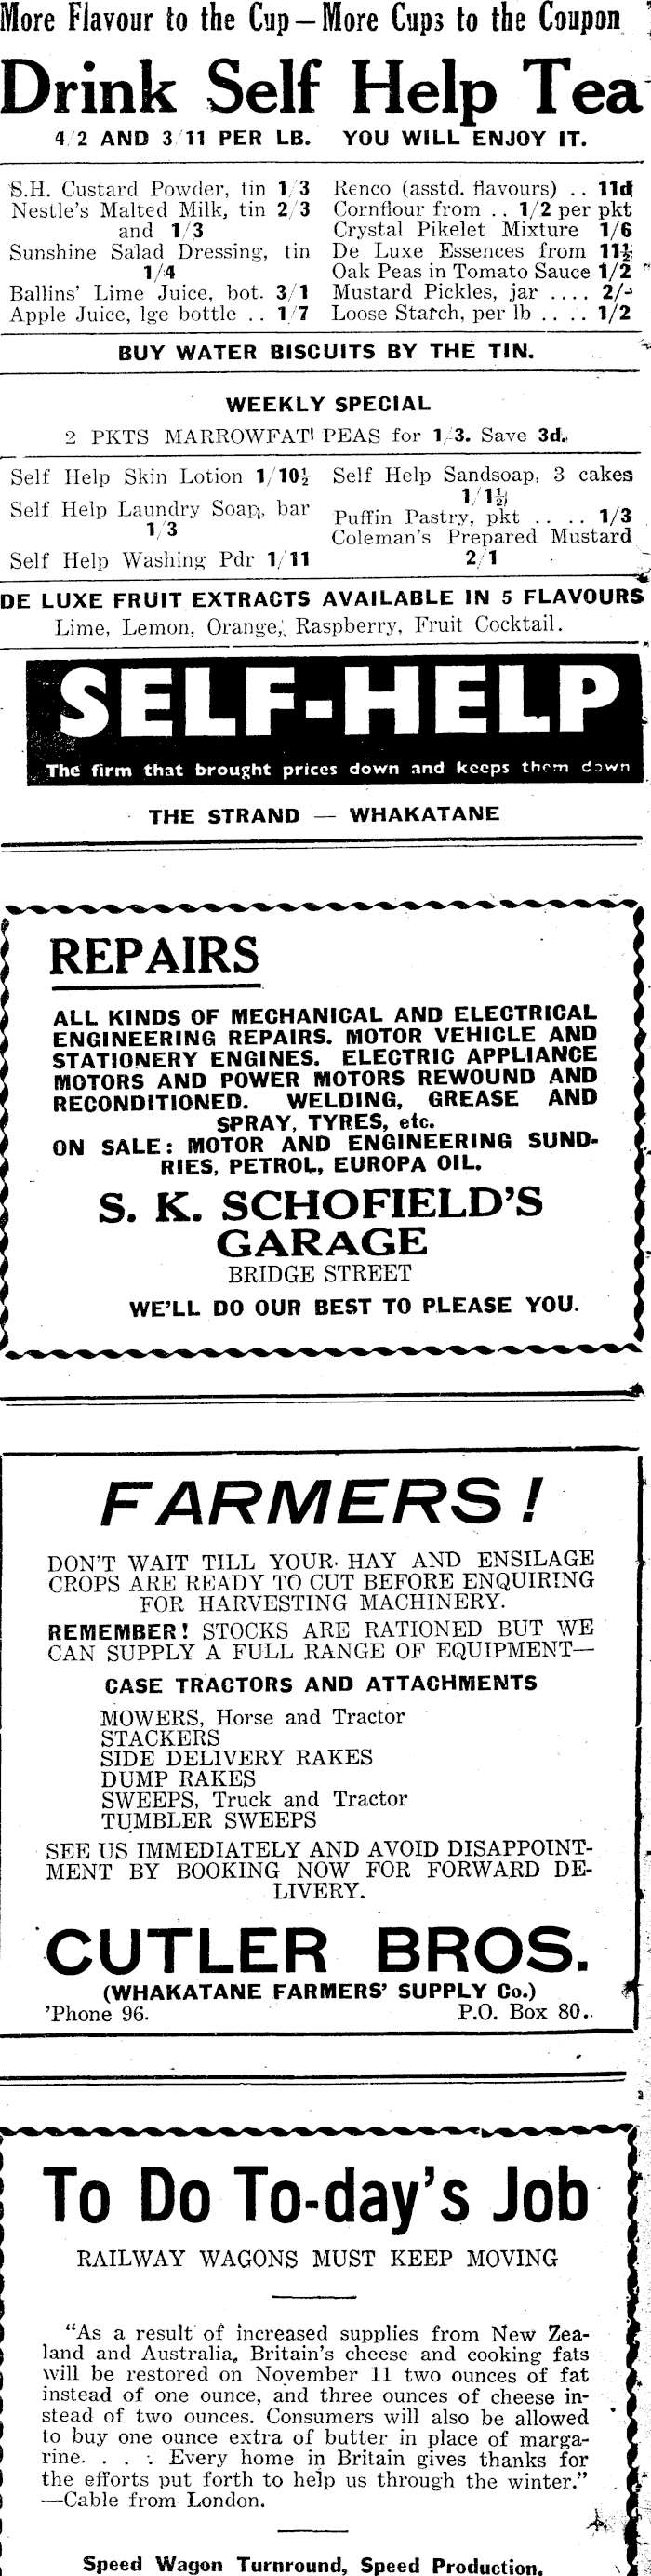 More Flavour to the Cup—More Cups to the Coupon
Drink Self Help Tea
4/2 AND 3/11 PER LB. YOU WILL ENJOY IT.
S.H. Custard Powder, tin 1/3
Nestle's Malted Milk, tin 2/3
and 1/3
Sunshine Salad Dressing, tin
1/4
Ballins' Lime Juice, bot. 3/1
Apple Juice, lge bottle .. 1/7
Renco (asstd. flavours) .. 11d
Cornflour from .. 1/2 per pkt
Crystal Pikelet Mixture 1/6
De Luxe Essences from 11½
Oak Peas in Tomato Sauce 1/2
Mustard Pickles, jar .... 2/-
Loose Starch, per lb .... 1/2
BUY WATER BISCUITS BY THE TIN.
WEEKLY SPECIAL
2 PKTS MARROWFAT PEAS for 1/3. Save 3d.
Self Help Skin Lotion 1/10½
Self Help Laundry Soap, bar
1/3
Self Help Washing Pdr 1/11
Self Help Sandsoap, 3 cakes
1/1½
Puffin Pastry, pkt .. .. 1/3
Coleman's Prepared Mustard
2/1
DE LUXE FRUIT EXTRACTS AVAILABLE IN 5 FLAVOURS
Lime, Lemon, Orange, Raspberry, Fruit Cocktail.
SELF-HELP
The firm that brought prices down and keeps them down
THE STRAND — WHAKATANE
REPAIRS
ALL KINDS OF MECHANICAL AND ELECTRICAL
ENGINEERING REPAIRS. MOTOR VEHICLE AND
STATIONERY ENGINES. ELECTRIC APPLIANCE
MOTORS AND POWER MOTORS REWOUND AND
RECONDITIONED. WELDING, GREASE AND
SPRAY, TYRES, etc.
ON SALE: MOTOR AND ENGINEERING SUND-
RIES, PETROL, EUROPA OIL.
S. K. SCHOFIELD'S
GARAGE
BRIDGE STREET
WE'LL DO OUR BEST TO PLEASE YOU.
FARMERS!
DON'T WAIT TILL YOUR HAY AND ENSILAGE
CROPS ARE READY TO CUT BEFORE ENQUIRING
FOR HARVESTING MACHINERY.
REMEMBER! STOCKS ARE RATIONED BUT WE
CAN SUPPLY A FULL RANGE OF EQUIPMENT—
CASE TRACTORS AND ATTACHMENTS
MOWERS, Horse and Tractor
STACKERS
SIDE DELIVERY RAKES
DUMP RAKES
SWEEPS, Truck and Tractor
TUMBLER SWEEPS
SEE US IMMEDIATELY AND AVOID DISAPPOINT-
MENT BY BOOKING NOW FOR FORWARD DE-
LIVERY.
CUTLER BROS.
(WHAKATANE FARMERS' SUPPLY Co.)
'Phone 96. P.O. Box 80.
To Do To-day's Job
RAILWAY WAGONS MUST KEEP MOVING
"As a result of increased supplies from New Zea-
land and Australia, Britain's cheese and cooking fats
will be restored on November 11 two ounces of fat
instead of one ounce, and three ounces of cheese in-
stead of two ounces. Consumers will also be allowed
to buy one ounce extra of butter in place of marga-
rine. . . . Every home in Britain gives thanks for
the efforts put forth to help us through the winter."
—Cable from London.
Speed Wagon Turnround, Speed Production.